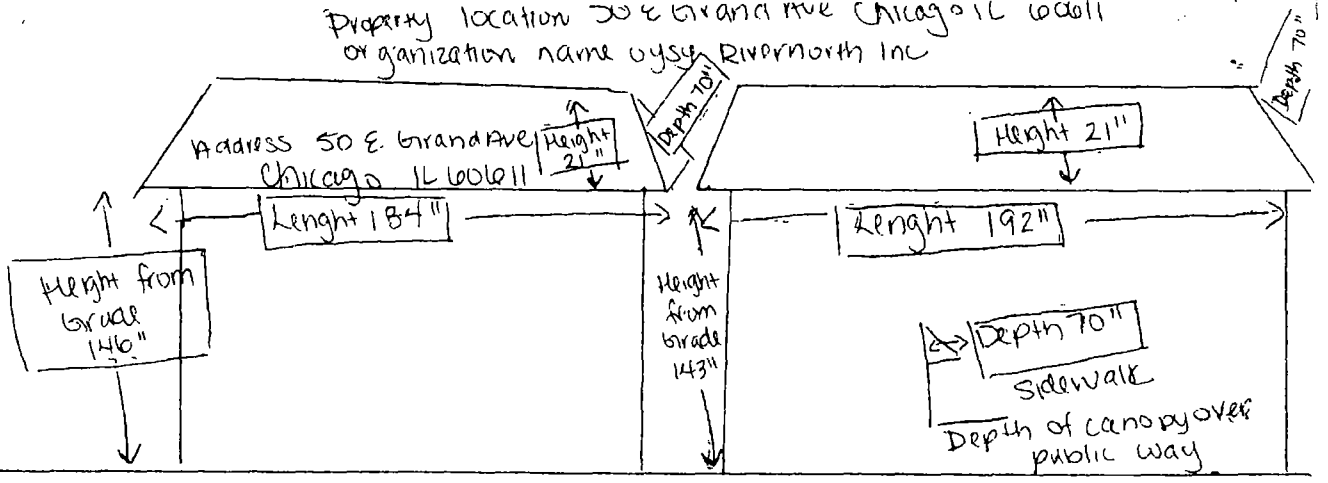 Property location 50 E Grand Ave Chicago IL 60611
organization name oysy Rivernorth Inc
Depth 70"
Depth 70"
Address 50 E. Grand Ave
Chicago IL 60611
Height
21"
Height 21"
Lenght 184"
Lenght 192"
Height from
Grade
146"
Height
from
Grade
143"
Depth 70"
sidewalk
Depth of canopy over
public way